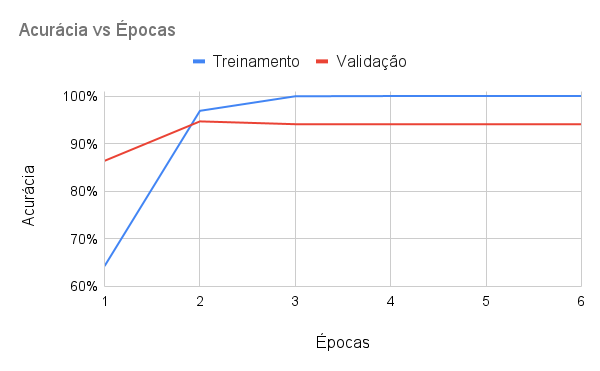 Acurácia vs Épocas
Treinamento Validação
100%
90%
80%
70%
60%
Acurácia
1 2 3 4 5 6
Épocas